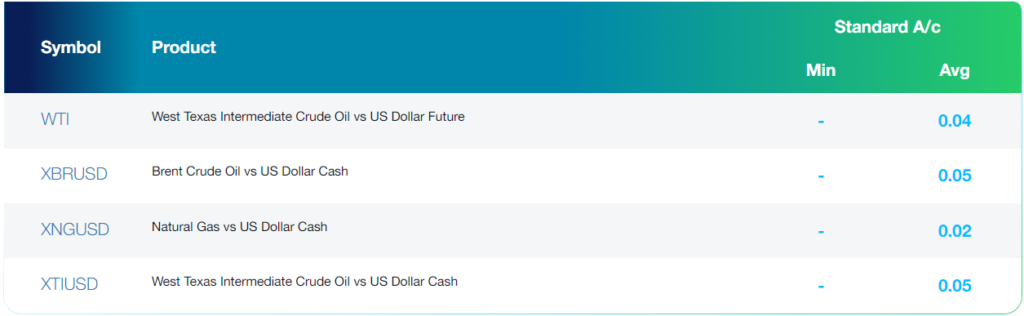 Standard A/c
Symbol Product
Min Avg
WTI West Texas Intermediate Crude Oil vs US Dollar Future - 0.04
XBRUSD Brent Crude Oil vs US Dollar Cash - 0.05
XNGUSD Natural Gas vs US Dollar Cash - 0.02
XTIUSD West Texas Intermediate Crude Oil vs US Dollar Cash - 0.05